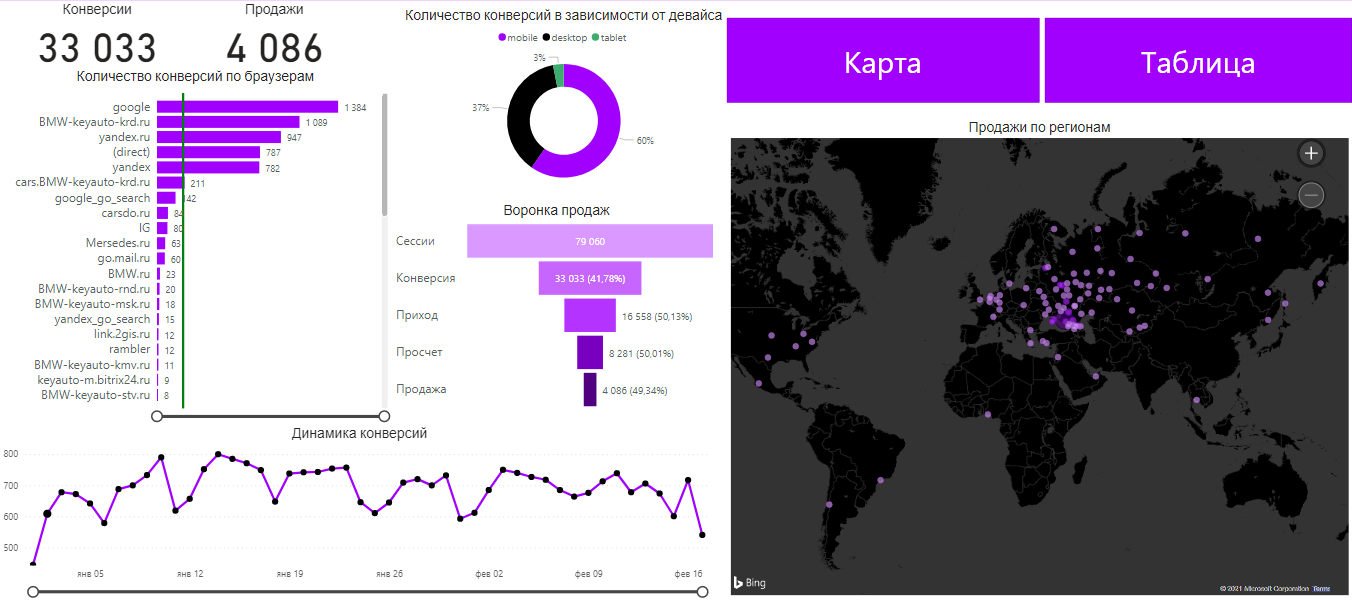 Конверсии
33 033
Продажи
4 086
Количество конверсий по браузерам
google 1 384
BMW-keyauto-krd.ru 1 089
yandex.ru 947
(direct) 787
yandex 782
cars.BMW-keyauto-krd.ru 211
google_go_search 142
carsdo.ru 84
IG 80
Mersedes.ru 63
go.mail.ru 60
BMW.ru 23
BMW-keyauto-rnd.ru 20
BMW-keyauto-msk.ru 18
yandex_go_search 15
link.2gis.ru 12
rambler 12
BMW-keyauto-kmv.ru 11
keyauto-m.bitrix24.ru 9
BMW-keyauto-stv.ru 8
Количество конверсий в зависимости от девайса
mobile desktop tablet
3%
37%
60%
Воронка продаж
Сессии 79 060
Конверсия 33 033 (41,78%)
Приход 16 558 (50,13%)
Просчет 8 281 (50,01%)
Продажа 4 086 (49,34%)
Динамика конверсий
800
700
600
500
янв 05 янв 12 янв 19 янв 26 фев 02 фев 09 фев 16
Карта
Таблица
Продажи по регионам
Bing
© 2021 Microsoft Corporation Terms